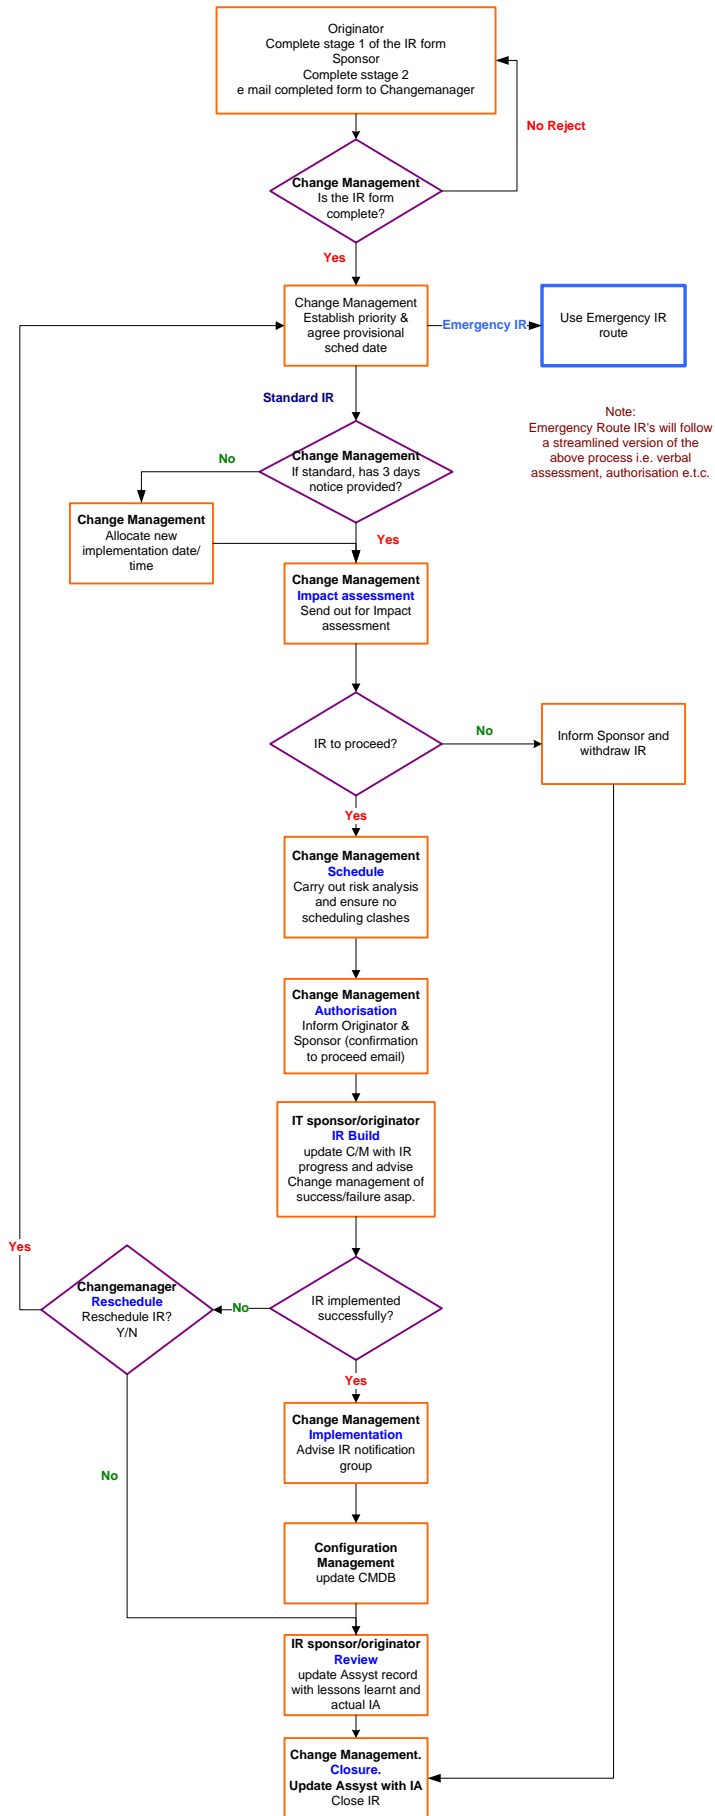 Originator
Complete stage 1 of the IR form
Sponsor
Complete sstage 2
e mail completed form to Changemanager
No Reject
Change Management
Is the IR form
complete?
Yes
Change Management
Establish priority &
agree provisional
sched date
Emergency IR
Use Emergency IR
route
Standard IR
Note:
Emergency Route IR's will follow
a streamlined version of the
above process i.e. verbal
assessment, authorisation e.t.c.
Change Management
If standard, has 3 days
notice provided?
No
Change Management
Allocate new
implementation date/
time
Yes
Change Management
Impact assessment
Send out for Impact
assessment
IR to proceed?
No
Inform Sponsor and
withdraw IR
Yes
Change Management
Schedule
Carry out risk analysis
and ensure no
scheduling clashes
Change Management
Authorisation
Inform Originator &
Sponsor (confirmation
to proceed email)
IT sponsor/originator
IR Build
update C/M with IR
progress and advise
Change management of
success/failure asap.
Yes
Changemanager
Reschedule
Reschedule IR?
Y/N
No
IR implemented
successfully?
Yes
Change Management
Implementation
Advise IR notification
group
No
Configuration
Management
update CMDB
IR sponsor/originator
Review
update Assyst record
with lessons learnt and
actual IA
Change Management.
Closure.
Update Assyst with IA
Close IR